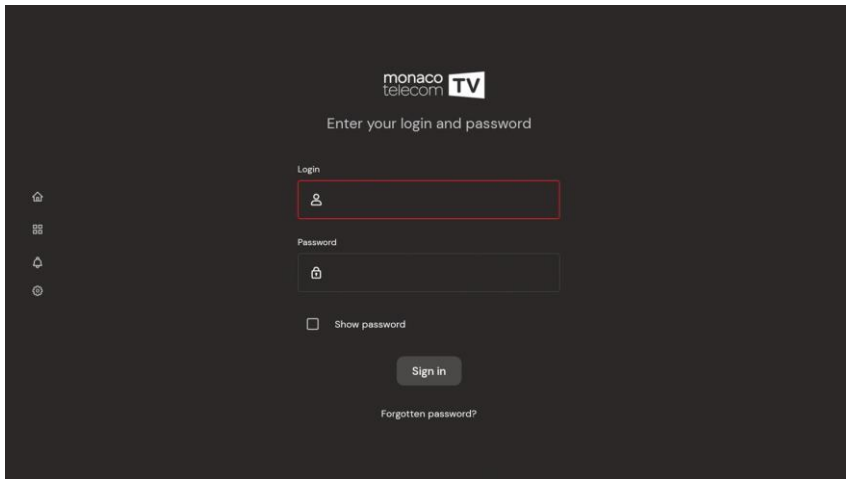 monaco
telecom TV
Enter your login and password
Login
Password
Show password
Sign in
Forgotten password?